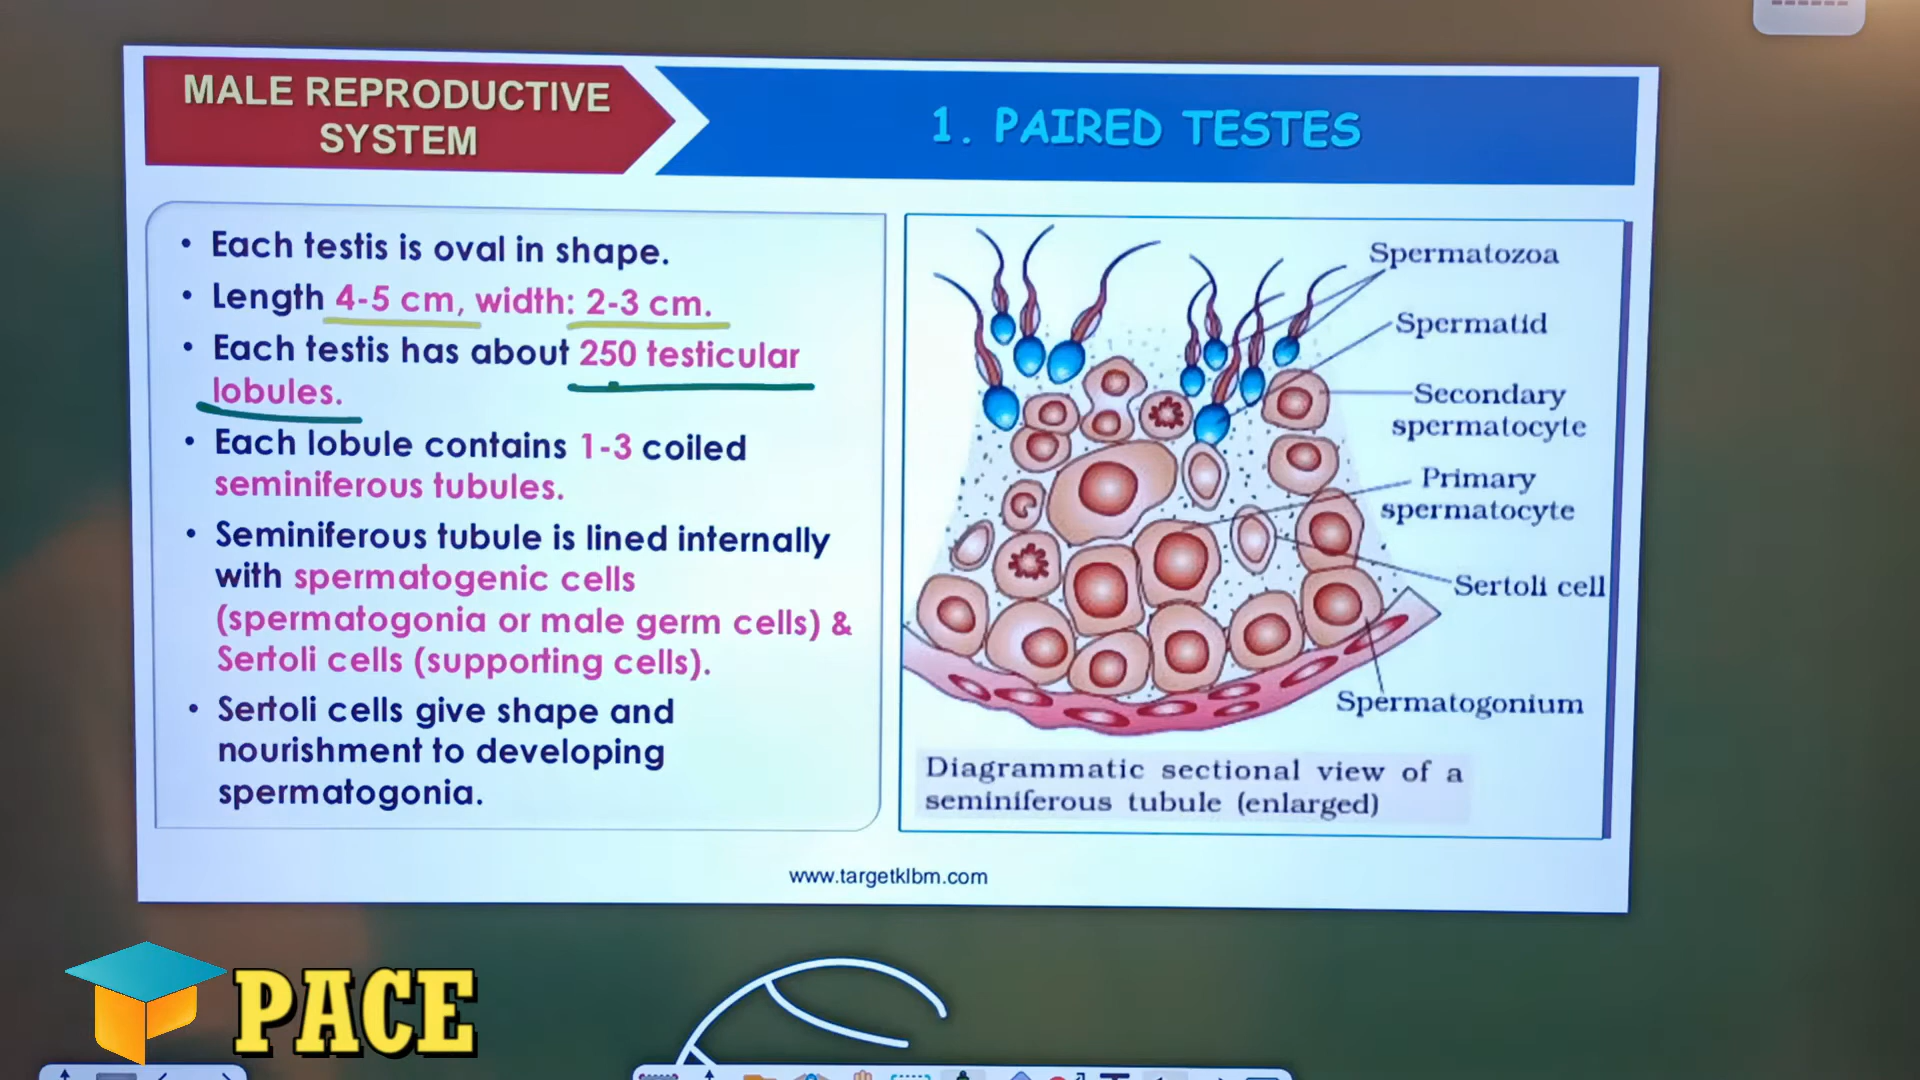 MALE REPRODUCTIVE
SYSTEM
1. PAIRED TESTES
• Each testis is oval in shape.
• Length 4-5 cm, width: 2-3 cm.
• Each testis has about 250 testicular
lobules.
• Each lobule contains 1-3 coiled
seminiferous tubules.
• Seminiferous tubule is lined internally
with spermatogenic cells
(spermatogonia or male germ cells) &
Sertoli cells (supporting cells).
• Sertoli cells give shape and
nourishment to developing
spermatogonia.
Spermatozoa
Spermatid
Secondary
spermatocyte
Primary
spermatocyte
Sertoli cell
Spermatogonium
Diagrammatic sectional view of a
seminiferous tubule (enlarged)
www.targetklbm.com
PACE